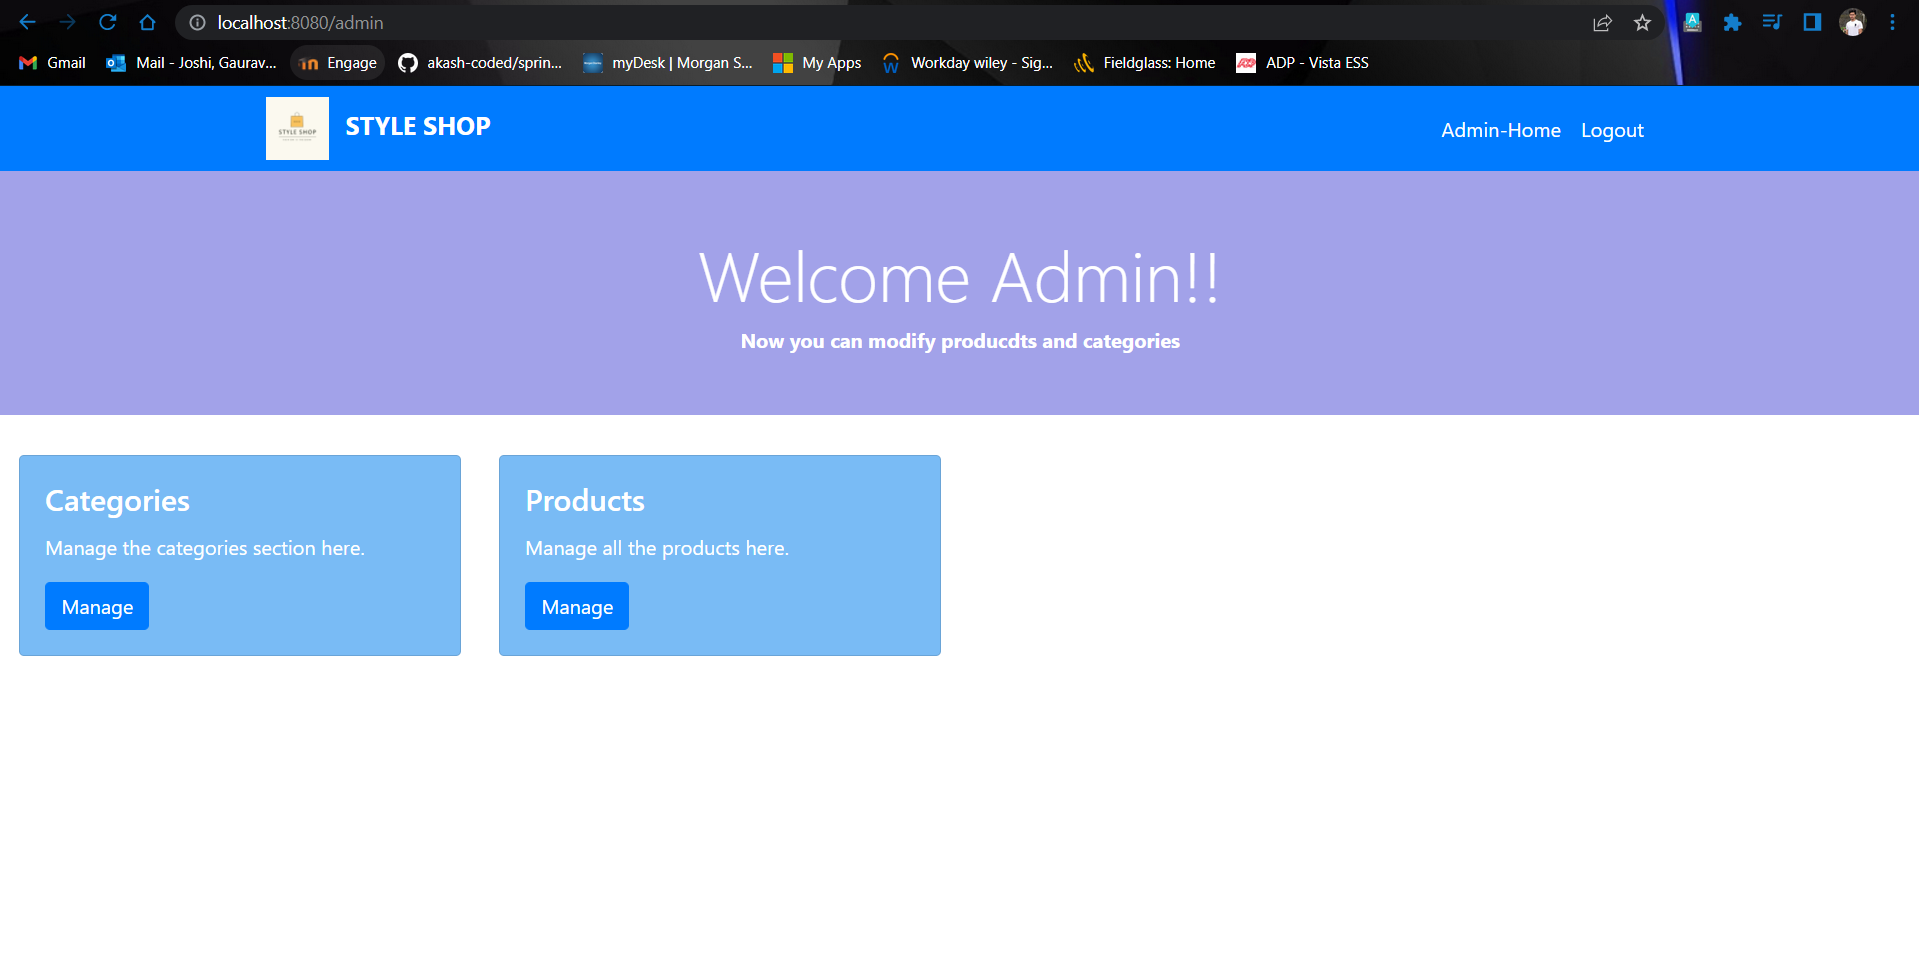 localhost:8080/admin
Gmail
Mail - Joshi, Gaurav...
Engage
akash-coded/sprin...
myDesk | Morgan S...
My Apps
Workday wiley - Sig...
Fieldglass: Home
ADP - Vista ESS
STYLE SHOP
STYLE SHOP
Admin-Home
Logout
Welcome Admin!!
Now you can modify producdts and categories
Categories
Manage the categories section here.
Manage
Products
Manage all the products here.
Manage